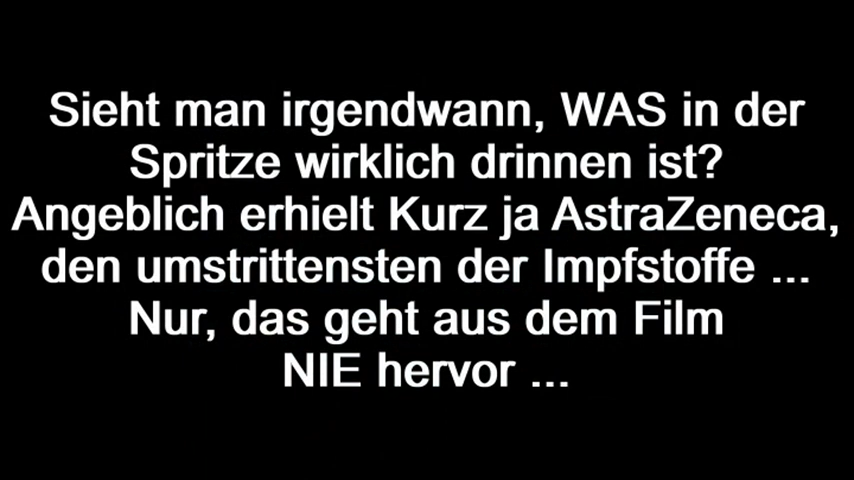 Sieht man irgendwann, WAS in der
Spritze wirklich drinnen ist?
Angeblich erhielt Kurz ja AstraZeneca,
den umstrittensten der Impfstoffe ...
Nur, das geht aus dem Film
NIE hervor ...